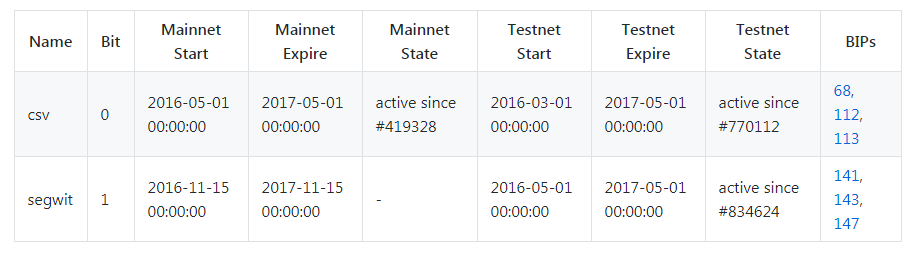 Name Bit Mainnet Start Mainnet Expire Mainnet State Testnet Start Testnet Expire Testnet State BIPs
csv 0 2016-05-01 00:00:00 2017-05-01 00:00:00 active since #419328 2016-03-01 00:00:00 2017-05-01 00:00:00 active since #770112 68, 112, 113
segwit 1 2016-11-15 00:00:00 2017-11-15 00:00:00 - 2016-05-01 00:00:00 2017-05-01 00:00:00 active since #834624 141, 143, 147